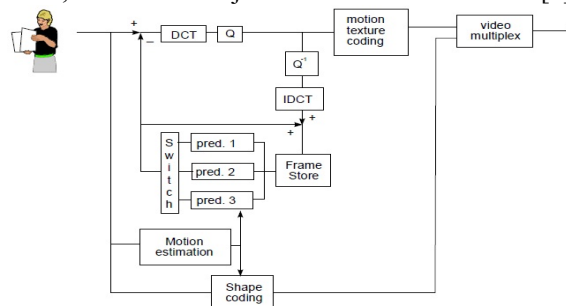 DCT
Q
motion
texture
coding
video
multiplex
+
–
Q⁻¹
IDCT
+
+
Switch
pred. 1
pred. 2
pred. 3
Frame
Store
Motion
estimation
Shape
coding
+